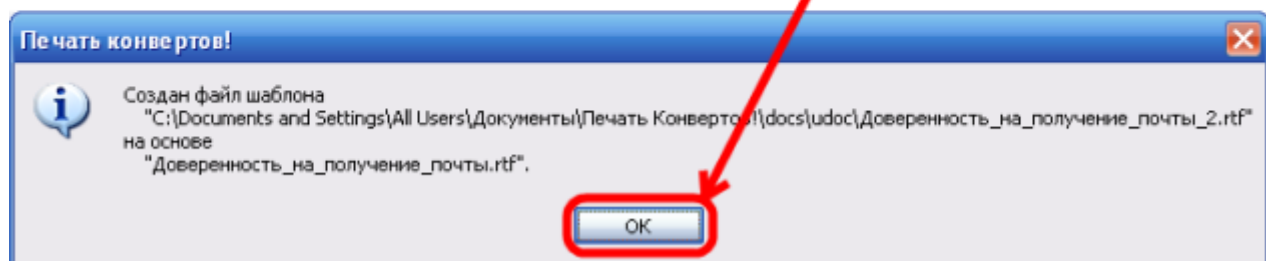 Печать конвертов!
Создан файл шаблона
"C:\Documents and Settings\All Users\Документы\Печать Конвертов!\docs\udoc\Доверенность_на_получение_почты_2.rtf"
на основе
"Доверенность_на_получение_почты.rtf".
OK